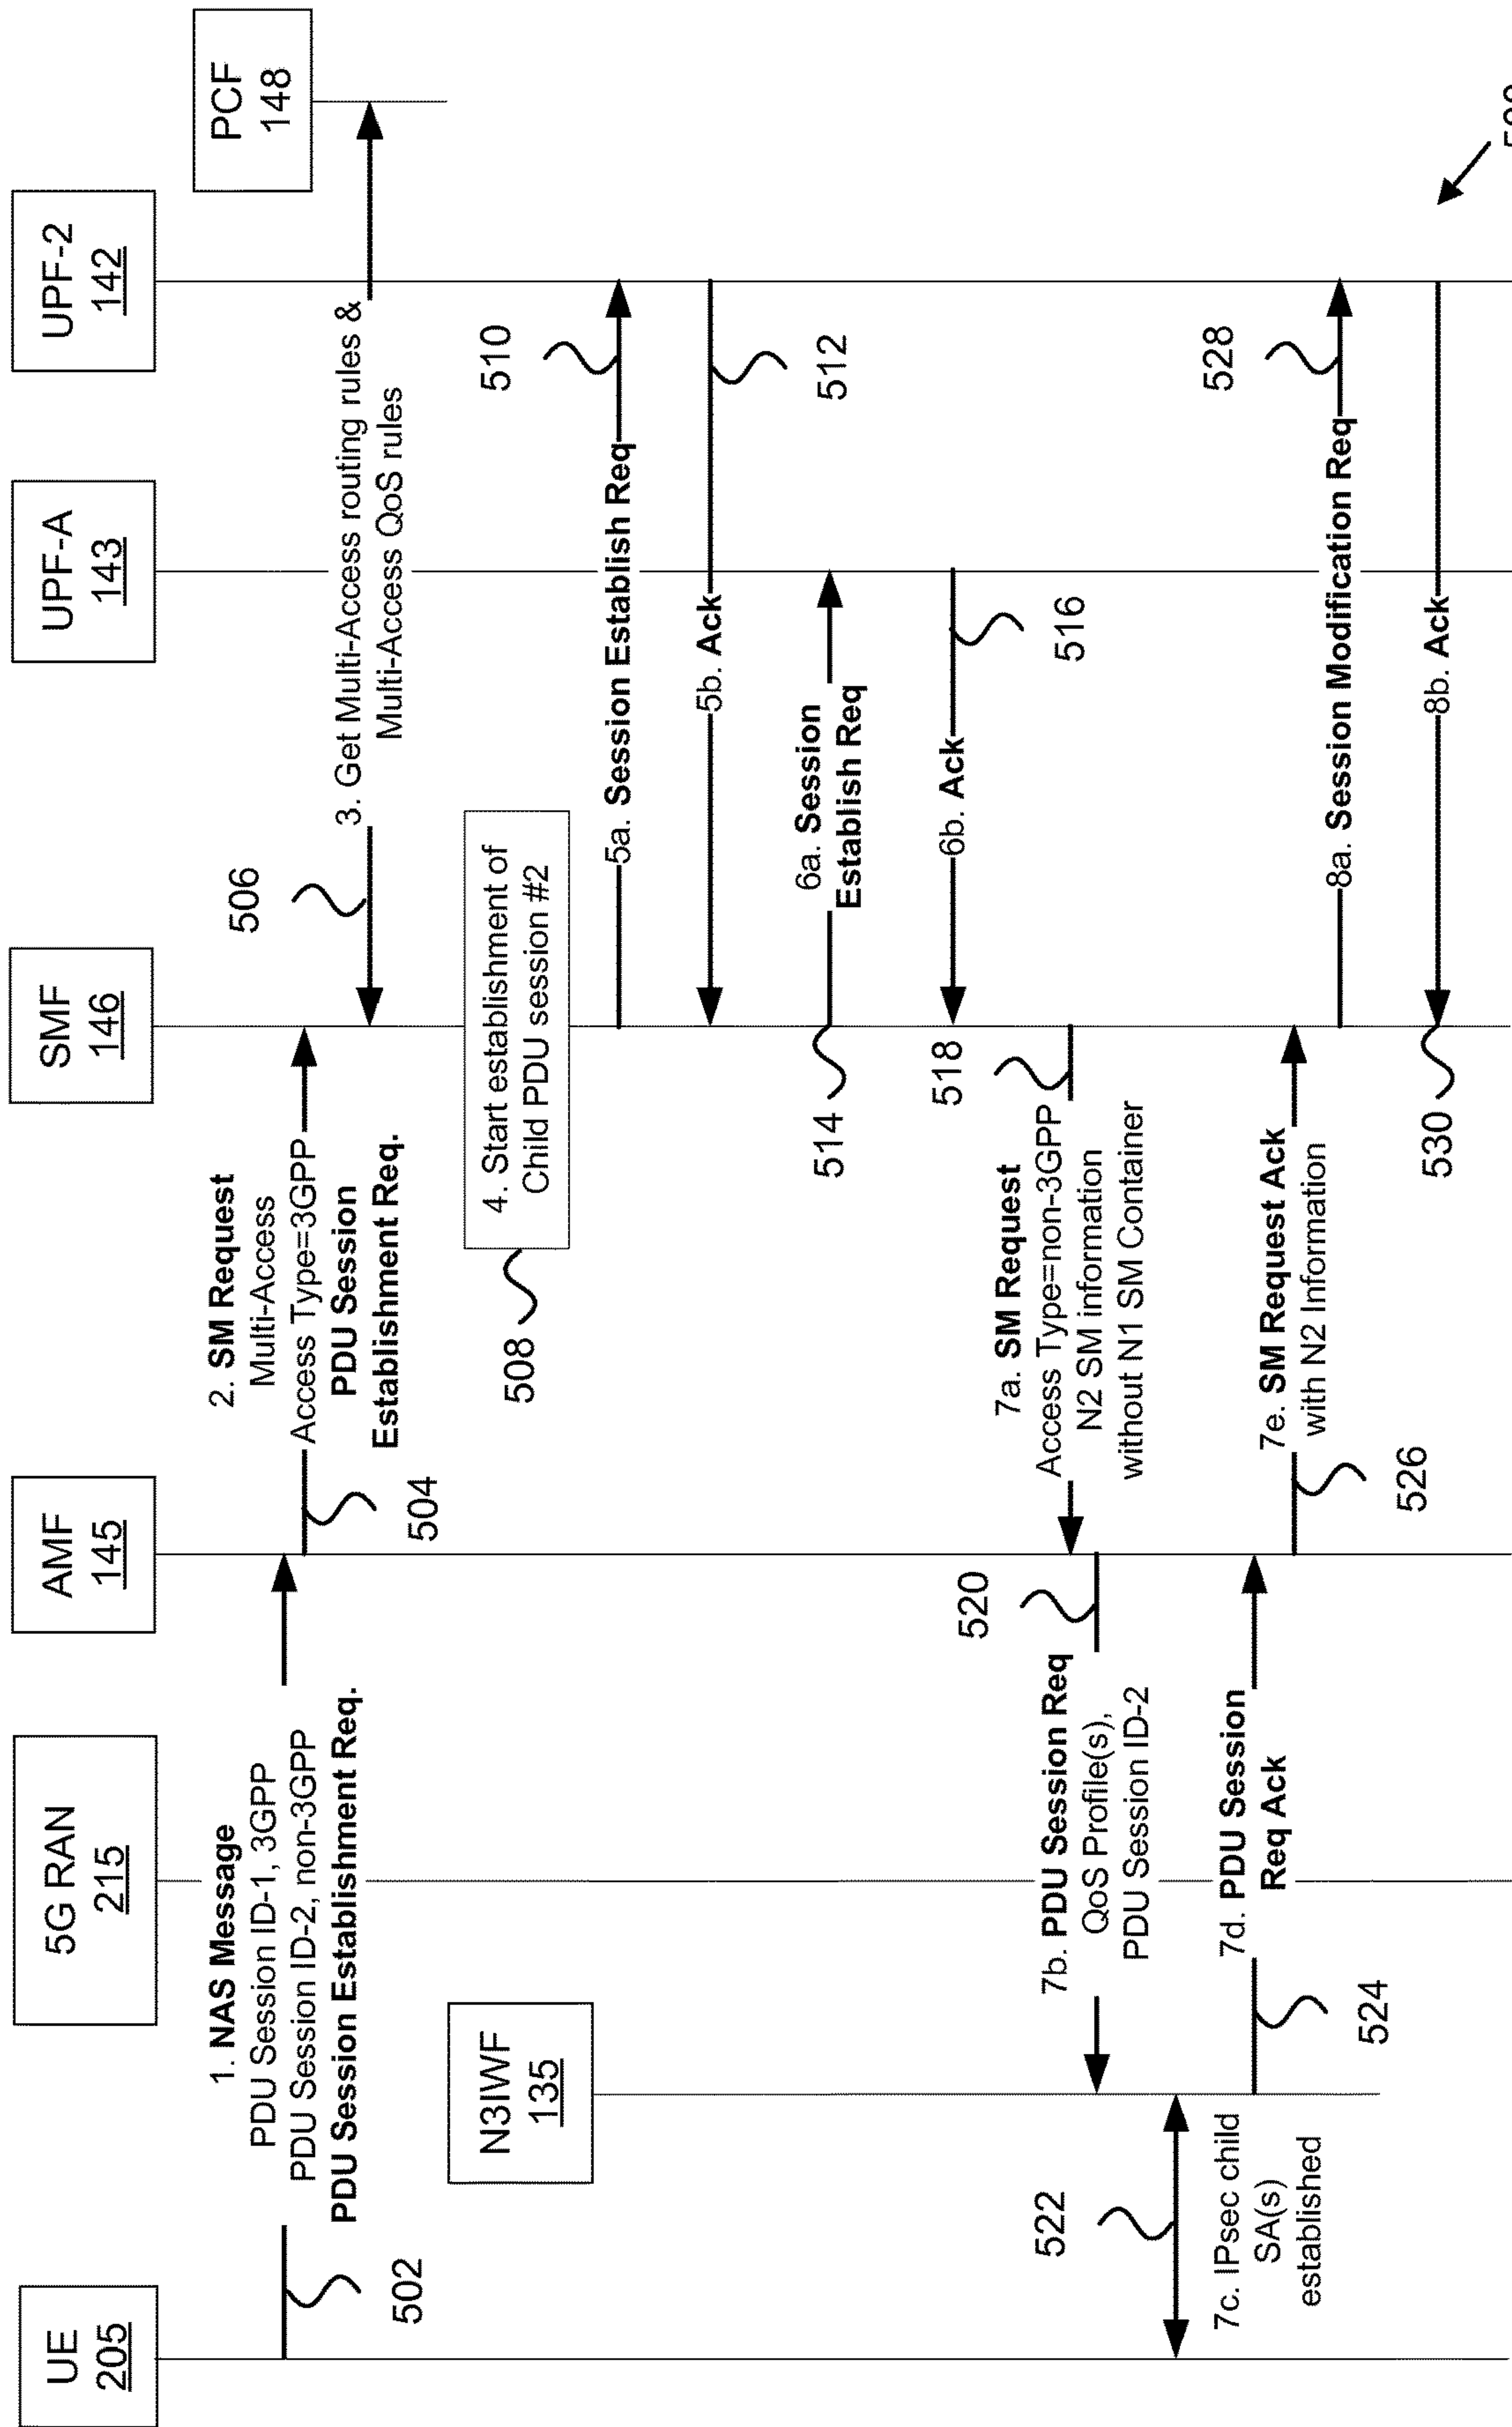 UE
205
5G RAN
215
AMF
145
SMF
146
UPF-A
143
UPF-2
142
PCF
148
N3IWF
135
1. NAS Message
PDU Session ID-1, 3GPP
PDU Session ID-2, non-3GPP
PDU Session Establishment Req.
502
2. SM Request
Multi-Access
Access Type=3GPP
PDU Session
Establishment Req.
504
506
3. Get Multi-Access routing rules &
Multi-Access QoS rules
4. Start establishment of
Child PDU session #2
508
5a. Session Establish Req
510
5b. Ack
512
6a. Session
Establish Req
514
6b. Ack
516
518
7a. SM Request
Access Type=non-3GPP
N2 SM information
without N1 SM Container
520
7b. PDU Session Req
QoS Profile(s),
PDU Session ID-2
522
7c. IPsec child
SA(s)
established
7d. PDU Session
Req Ack
524
7e. SM Request Ack
with N2 Information
526
8a. Session Modification Req
528
8b. Ack
530